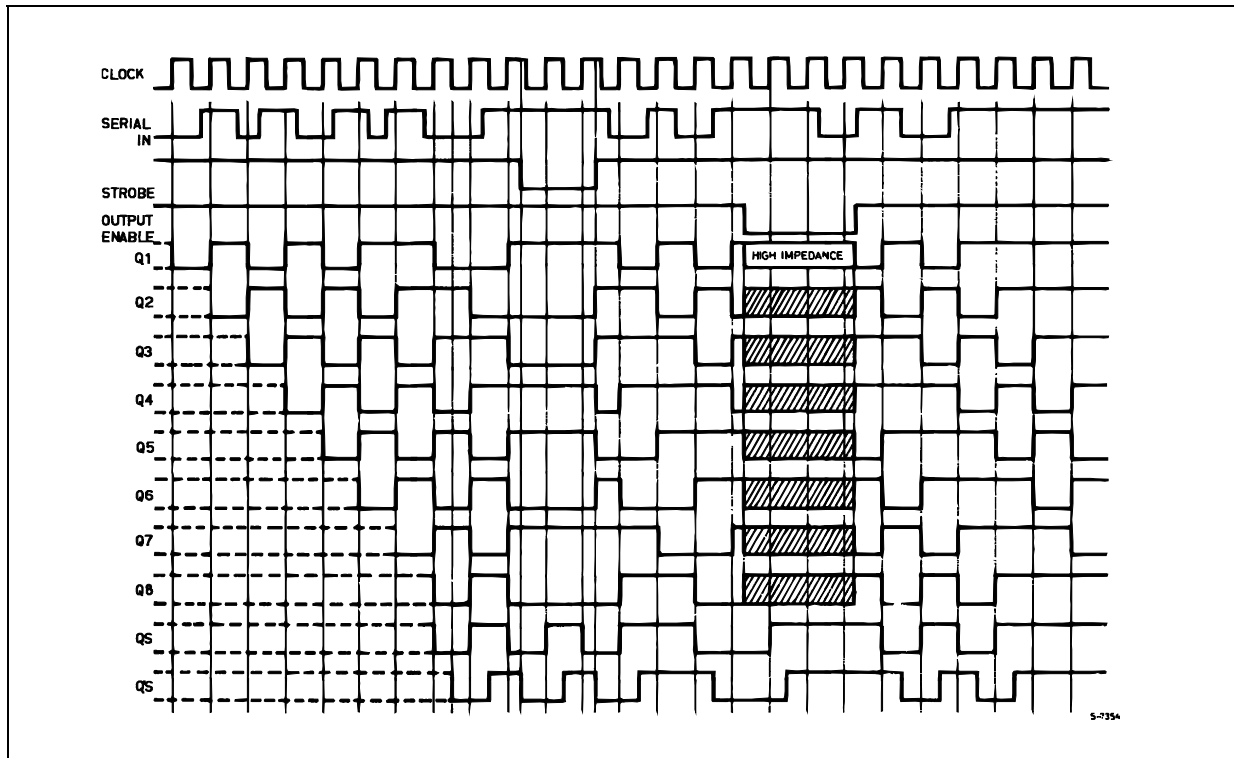 CLOCK
SERIAL
IN
STROBE
OUTPUT
ENABLE
Q1
HIGH IMPEDANCE
Q2
Q3
Q4
Q5
Q6
Q7
Q8
QS
Q'S
S-7354